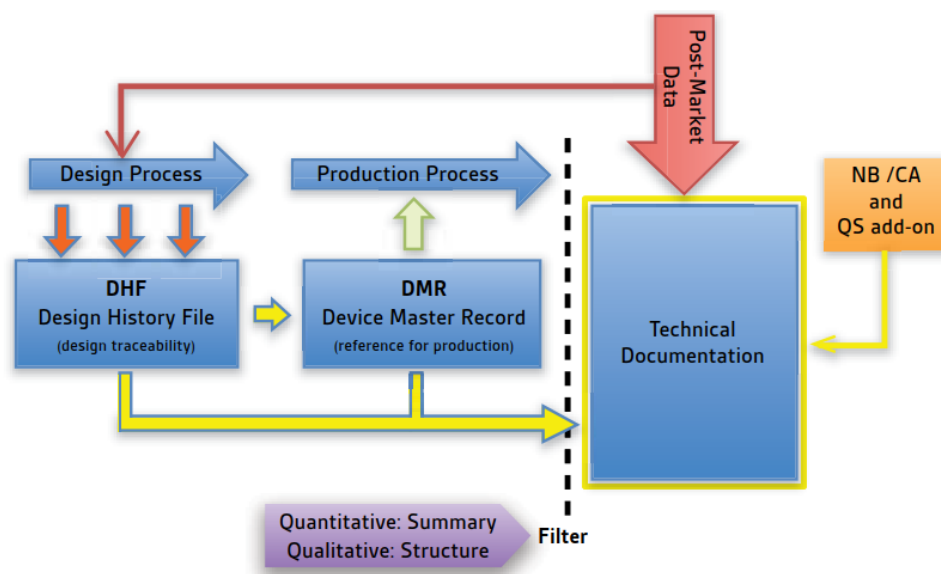 Post-Market
Data
Design Process
Production Process
NB /CA
and
QS add-on
DHF
Design History File
(design traceability)
DMR
Device Master Record
(reference for production)
Technical
Documentation
Quantitative: Summary
Qualitative: Structure
Filter